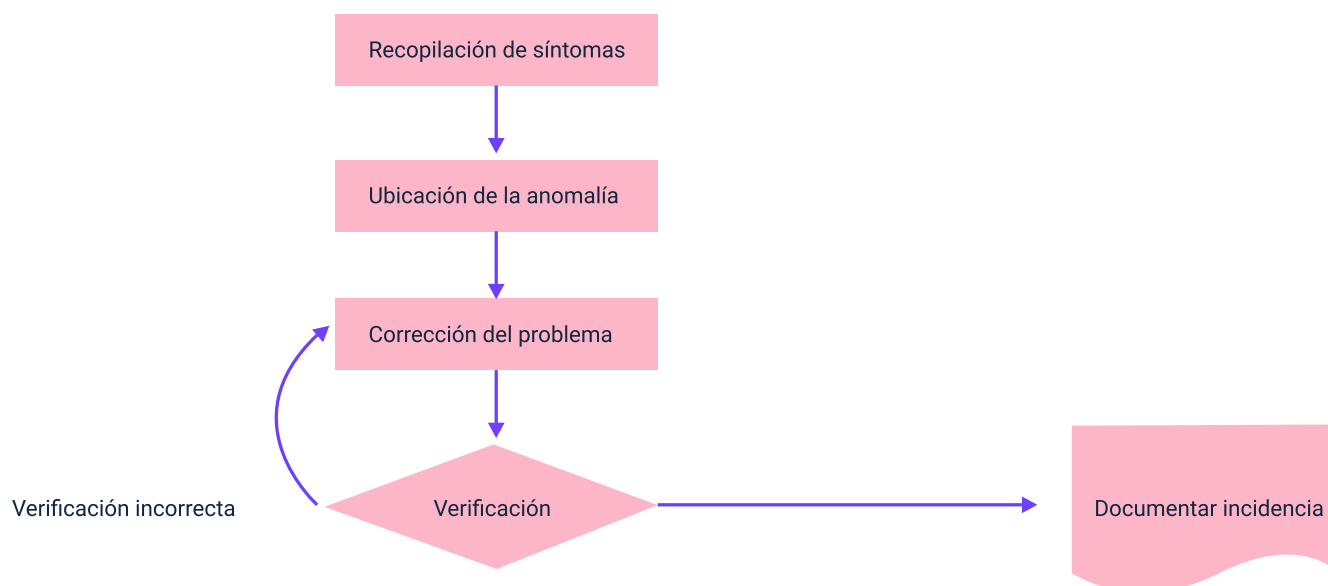 Recopilación de síntomas
Ubicación de la anomalía
Corrección del problema
Verificación incorrecta
Verificación
Documentar incidencia